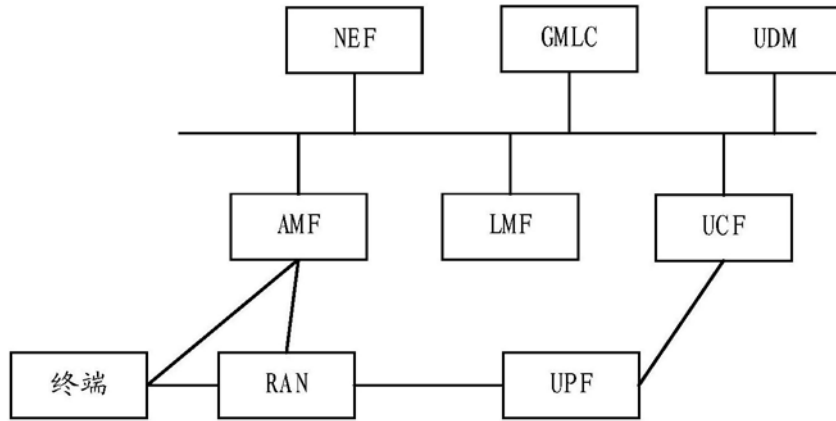 NEF
GMLC
UDM
AMF
LMF
UCF
终端
RAN
UPF